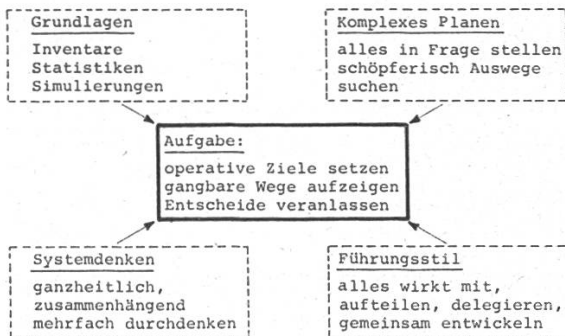 Grundlagen
Inventare
Statistiken
Simulierungen
Komplexes Planen
alles in Frage stellen
schöpferisch Auswege
suchen
Aufgabe:
operative Ziele setzen
gangbare Wege aufzeigen
Entscheide veranlassen
Systemdenken
ganzheitlich,
zusammenhängend
mehrfach durchdenken
Führungsstil
alles wirkt mit,
aufteilen, delegieren,
gemeinsam entwickeln